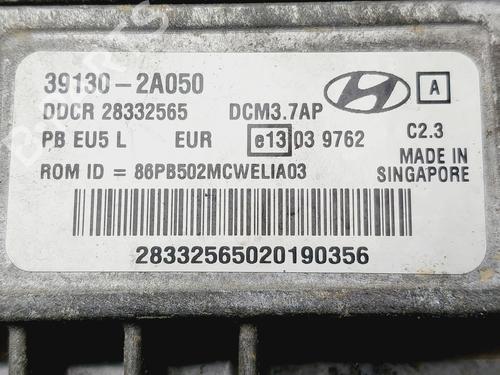 39130-2A050
A
DDCR 28332565 DCM3.7AP
PB EU5 L EUR e13 03 9762 C2.3
MADE IN
ROM ID = 86PB502MCWELIA03 SINGAPORE
28332565020190356